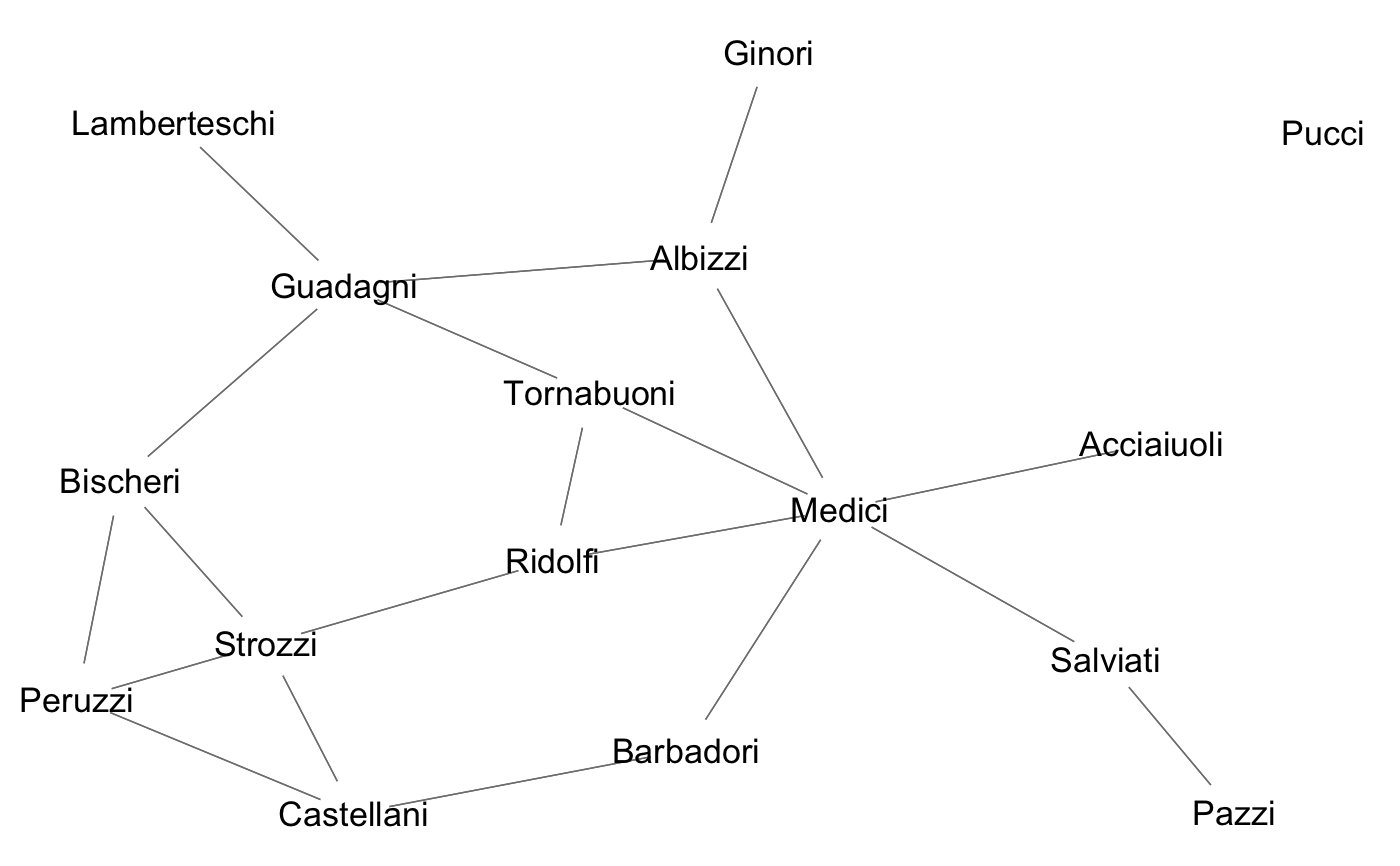 Ginori
Lamberteschi
Pucci
Albizzi
Guadagni
Tornabuoni
Acciaiuoli
Bischeri
Medici
Ridolfi
Strozzi
Salviati
Peruzzi
Barbadori
Castellani
Pazzi